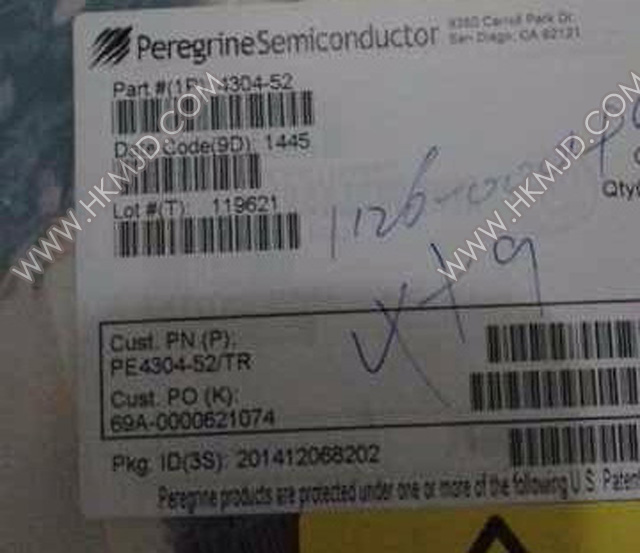 PeregrineSemiconductor
9380 Carroll Park Dr.
San Diego, CA 92121
Part #(1P) 4304-52
Date Code(9D) 1445
Lot #(T) 119621
Qty
Cust. PN (P):
PE4304-52/TR
Cust. PO (K):
69A-0000621074
Pkg. ID(3S): 201412068202
Peregrine products are protected under one or more of the following U.S. Patent
WWW.HKMJD.COM
WWW.HKMJD.COM